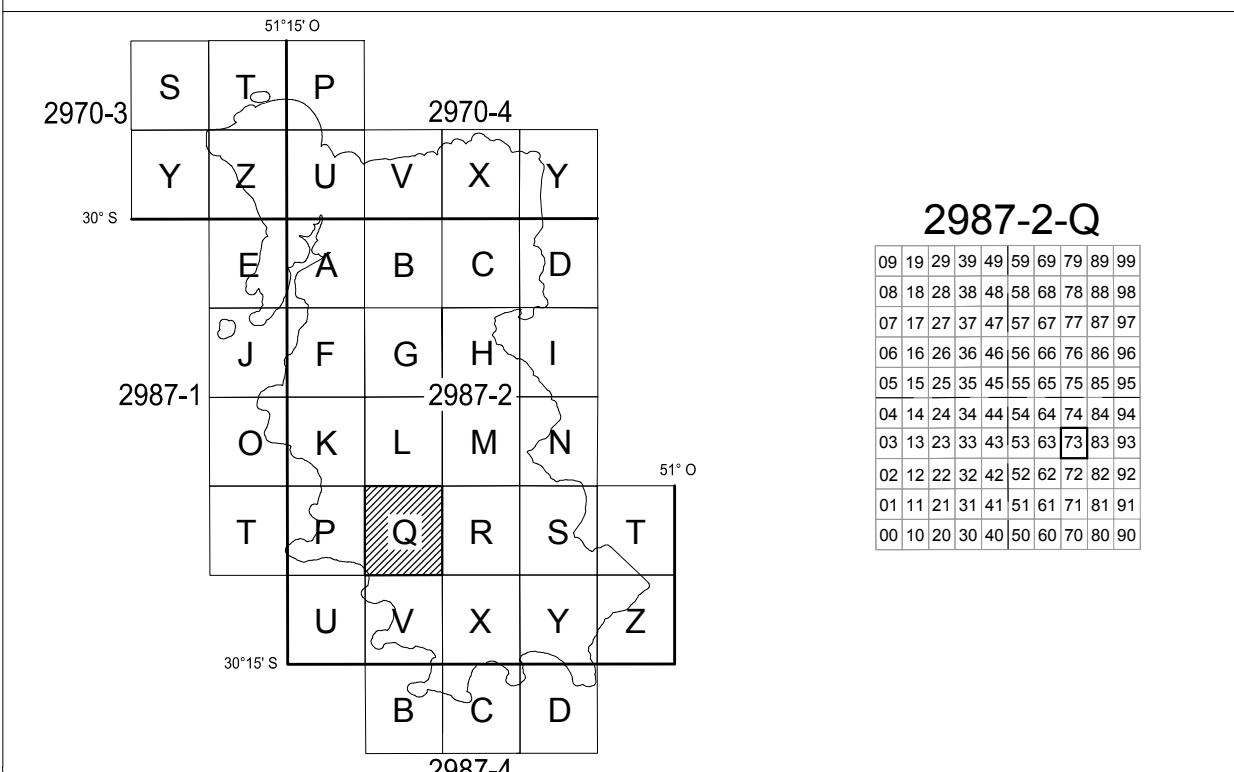 51°15' O
S T P
2970-3 2970-4
Y Z U V X Y
30° S
E A B C D
J F G H I
2987-1 2987-2
O K L M N
51° O
T P Q R S T
U V X Y Z
30°15' S
B C D
2987-4
2987-2-Q
09 19 29 39 49 59 69 79 89 99
08 18 28 38 48 58 68 78 88 98
07 17 27 37 47 57 67 77 87 97
06 16 26 36 46 56 66 76 86 96
05 15 25 35 45 55 65 75 85 95
04 14 24 34 44 54 64 74 84 94
03 13 23 33 43 53 63 73 83 93
02 12 22 32 42 52 62 72 82 92
01 11 21 31 41 51 61 71 81 91
00 10 20 30 40 50 60 70 80 90